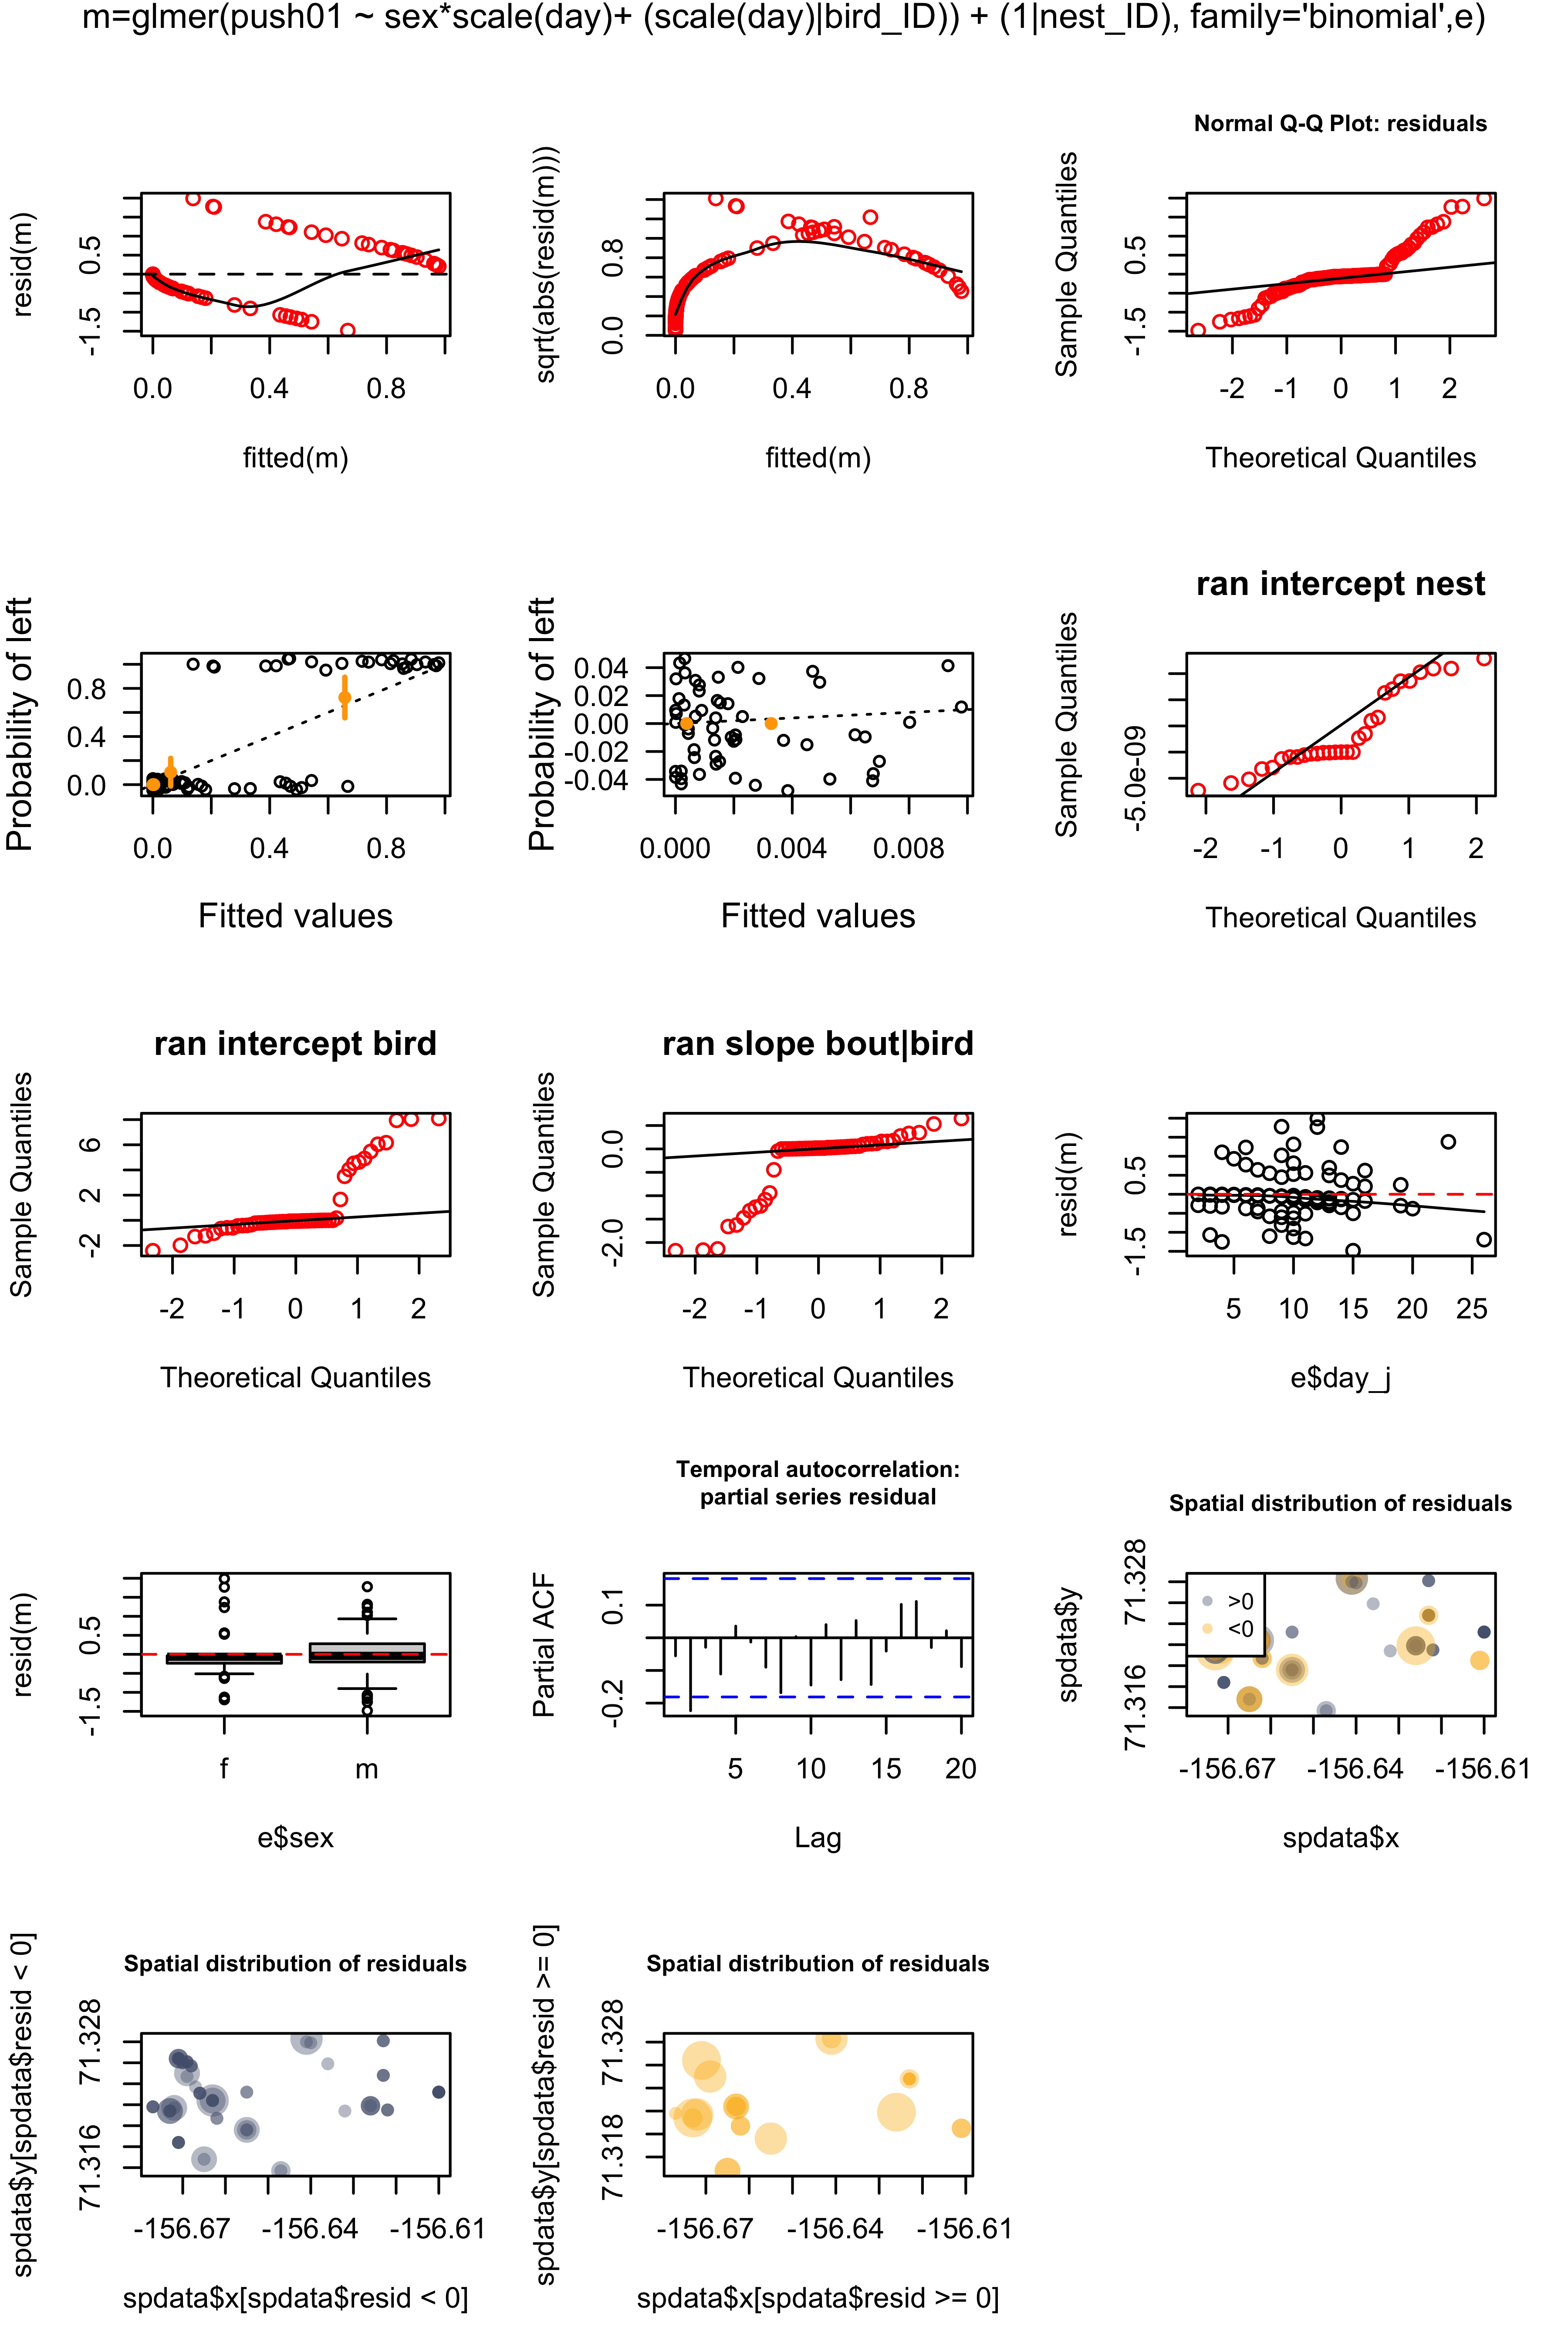 m=glmer(push01 ~ sex*scale(day)+ (scale(day)|bird_ID)) + (1|nest_ID), family='binomial',e)
resid(m)
-1.5 0.5
0.0 0.4 0.8
fitted(m)
sqrt(abs(resid(m)))
0.0 0.8
0.0 0.4 0.8
fitted(m)
Normal Q-Q Plot: residuals
Sample Quantiles
-1.5 0.5
-2 -1 0 1 2
Theoretical Quantiles
Probability of left
0.8
0.4
0.0
0.0 0.4 0.8
Fitted values
Probability of left
0.04
0.02
0.00
-0.02
-0.04
0.000 0.004 0.008
Fitted values
ran intercept nest
Sample Quantiles
-5.0e-09
-2 -1 0 1 2
Theoretical Quantiles
ran intercept bird
Sample Quantiles
-2 2 6
-2 -1 0 1 2
Theoretical Quantiles
ran slope bout|bird
Sample Quantiles
-2.0 0.0
-2 -1 0 1 2
Theoretical Quantiles
resid(m)
-1.5 0.5
5 10 15 20 25
e$day_j
resid(m)
-1.5 0.5
f m
e$sex
Temporal autocorrelation:
partial series residual
Partial ACF
-0.2 0.1
5 10 15 20
Lag
Spatial distribution of residuals
spdata$y
71.316 71.328
>0
<0
-156.67 -156.64 -156.61
spdata$x
Spatial distribution of residuals
spdata$y[spdata$resid < 0]
71.316 71.328
-156.67 -156.64 -156.61
spdata$x[spdata$resid < 0]
Spatial distribution of residuals
spdata$y[spdata$resid >= 0]
71.318 71.328
-156.67 -156.64 -156.61
spdata$x[spdata$resid >= 0]